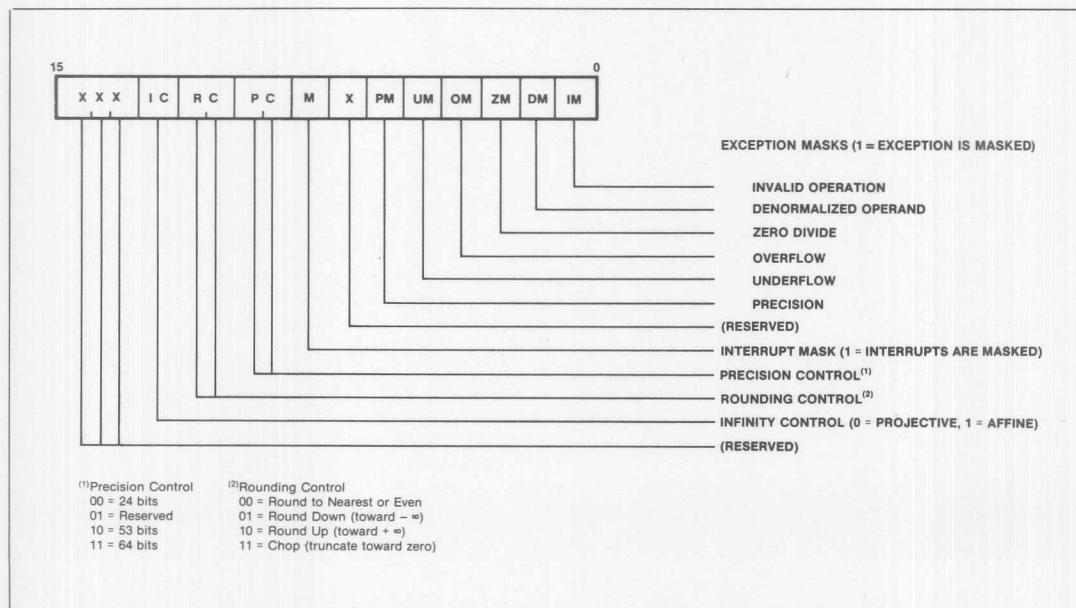 15 0
X X X I C R C P C M X PM UM OM ZM DM IM
EXCEPTION MASKS (1 = EXCEPTION IS MASKED)
INVALID OPERATION
DENORMALIZED OPERAND
ZERO DIVIDE
OVERFLOW
UNDERFLOW
PRECISION
(RESERVED)
INTERRUPT MASK (1 = INTERRUPTS ARE MASKED)
PRECISION CONTROL(1)
ROUNDING CONTROL(2)
INFINITY CONTROL (0 = PROJECTIVE, 1 = AFFINE)
(RESERVED)
(1)Precision Control
00 = 24 bits
01 = Reserved
10 = 53 bits
11 = 64 bits
(2)Rounding Control
00 = Round to Nearest or Even
01 = Round Down (toward − ∞)
10 = Round Up (toward + ∞)
11 = Chop (truncate toward zero)